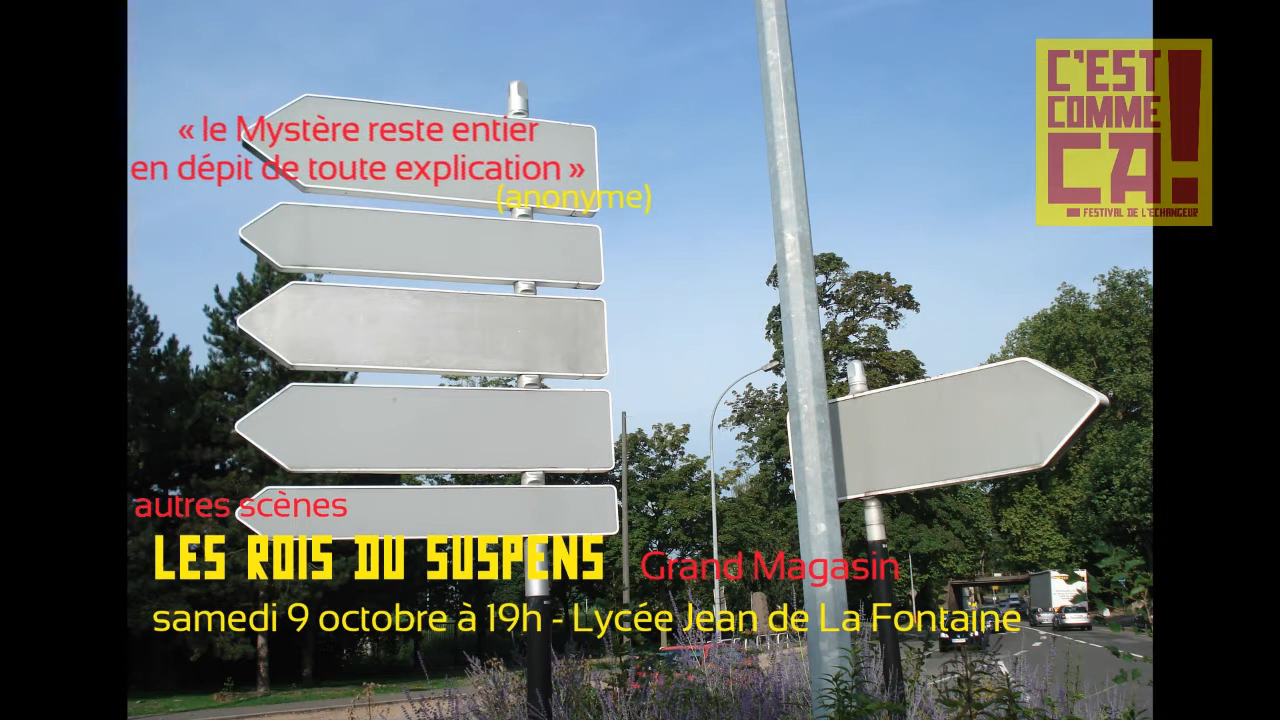 « le Mystère reste entier
en dépit de toute explication »
(anonyme)
C'EST
COMME
ÇA!
FESTIVAL DE L'ÉCHANGEUR
autres scènes
LES ROIS DU SUSPENS Grand Magasin
samedi 9 octobre à 19h - Lycée Jean de La Fontaine